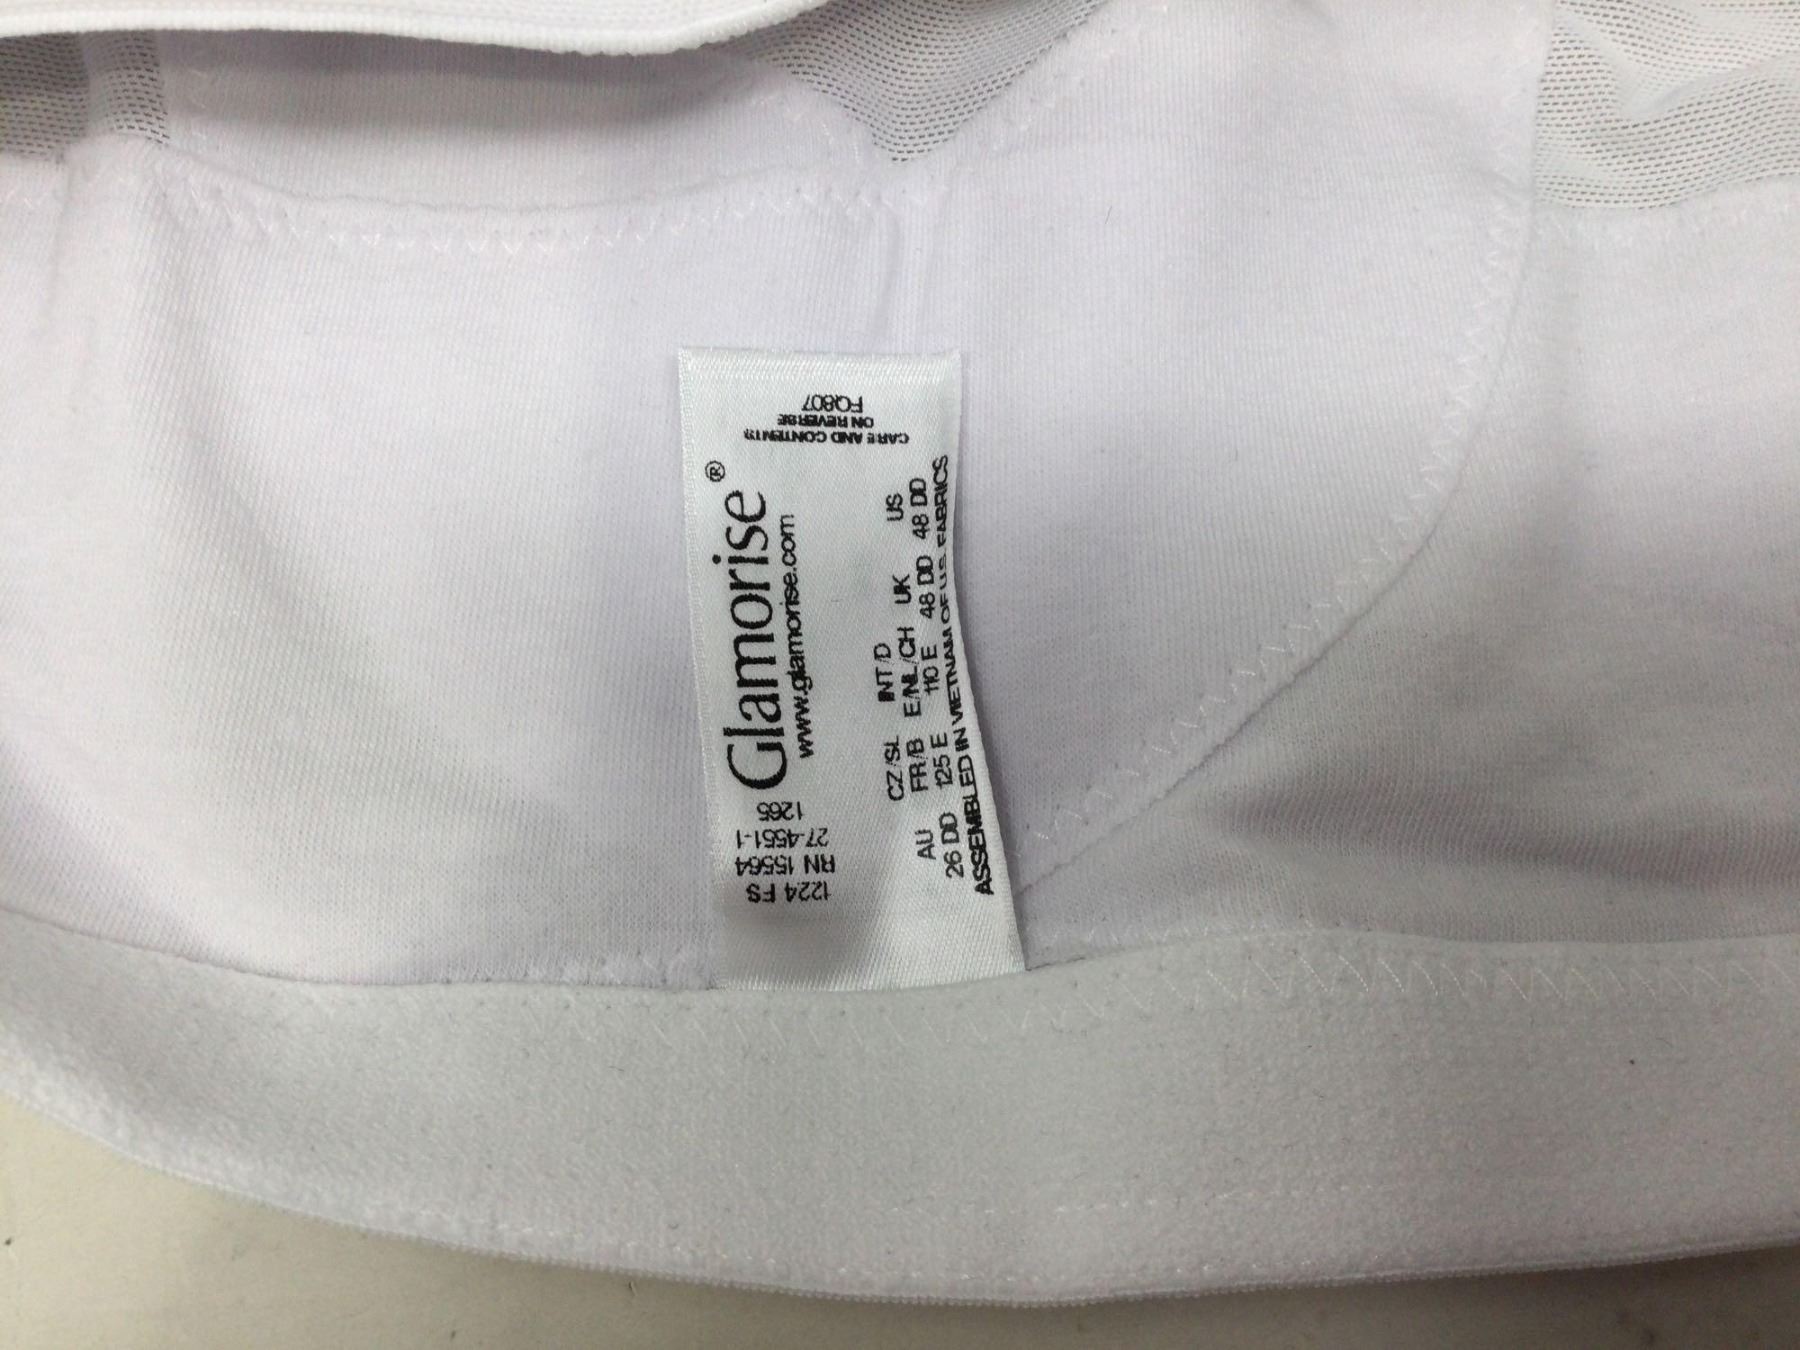 Glamorise®
www.glamorise.com
CZ/SL INT/D
AU FR/B E/NL/CH UK US
26 DD 125 E 110 E 48 DD 48 DD
ASSEMBLED IN VIETNAM OF U.S. FABRICS
CARE AND CONTENTS
ON REVERSE
FQ807
1224 FS
RN 15564
27-4551-1
1265